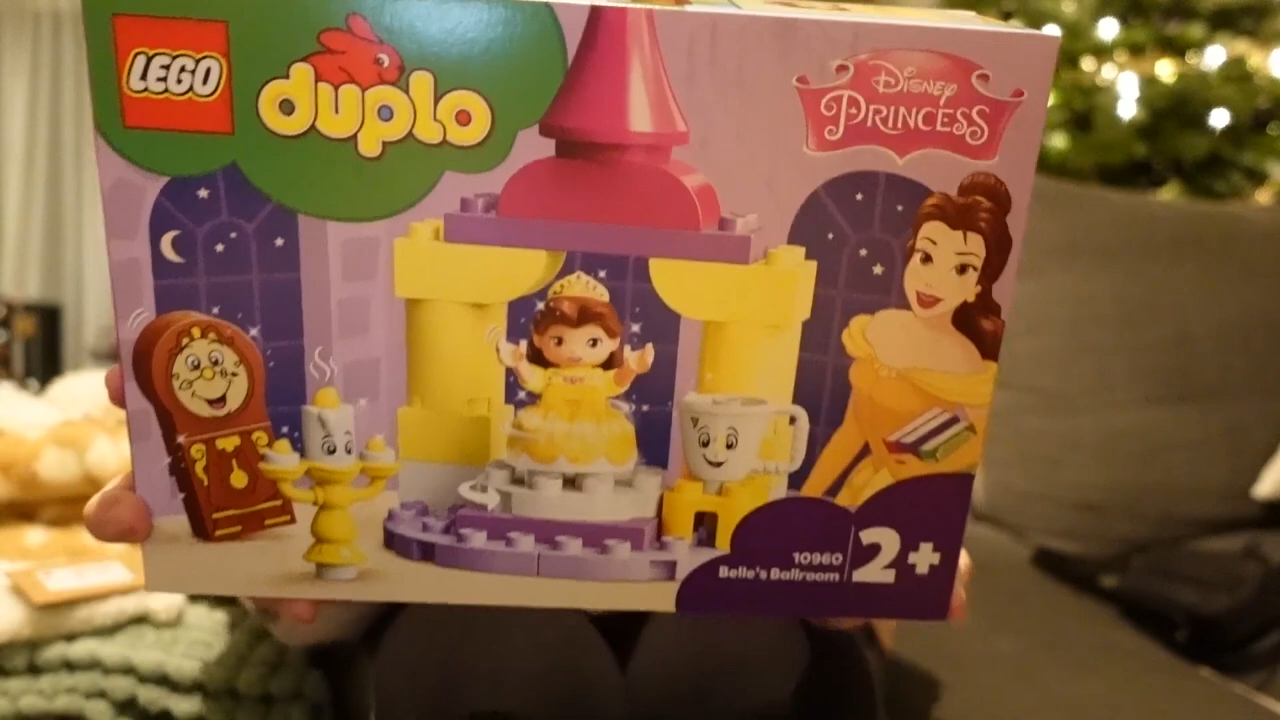 LEGO
duplo
Disney
PRINCESS
10960
Belle's Ballroom
2+